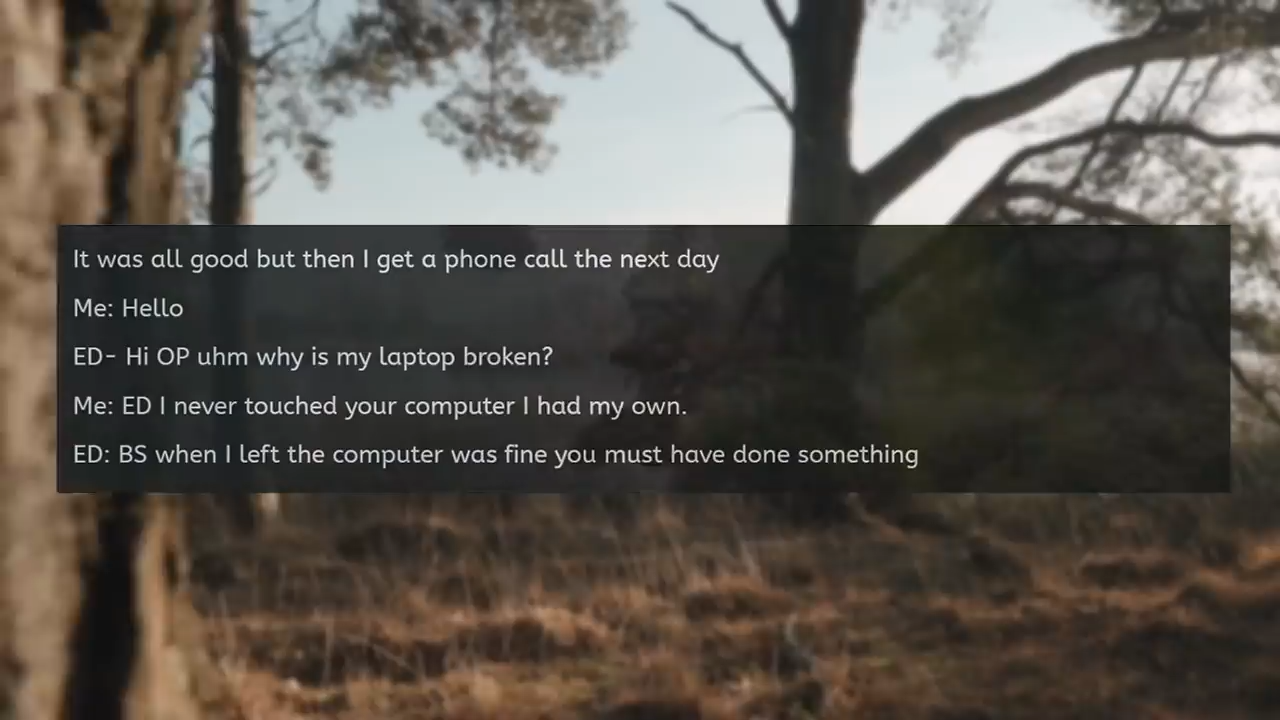 It was all good but then I get a phone call the next day
Me: Hello
ED- Hi OP uhm why is my laptop broken?
Me: ED I never touched your computer I had my own.
ED: BS when I left the computer was fine you must have done something